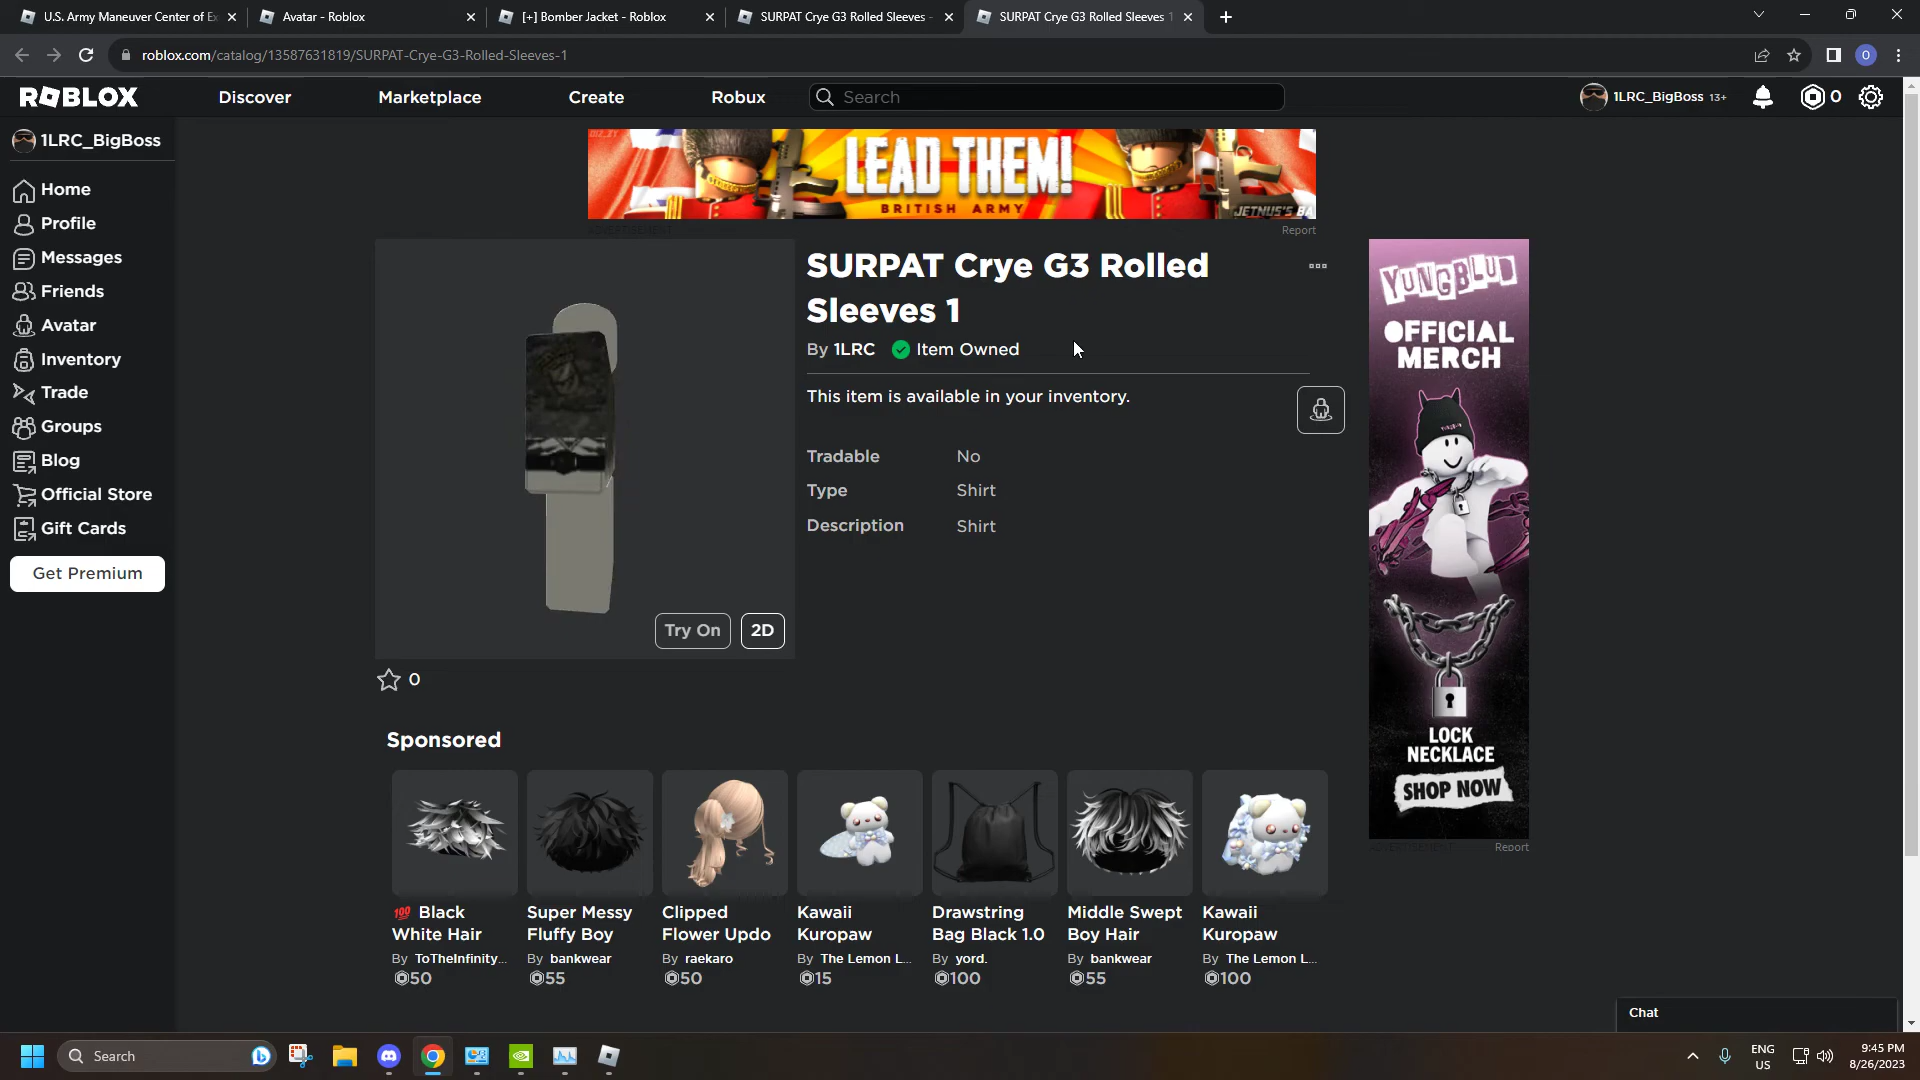 U.S. Army Maneuver Center of Ex
Avatar - Roblox
[+] Bomber Jacket - Roblox
SURPAT Crye G3 Rolled Sleeves -
SURPAT Crye G3 Rolled Sleeves 1
roblox.com/catalog/13587631819/SURPAT-Crye-G3-Rolled-Sleeves-1
O
ROBLOX
Discover
Marketplace
Create
Robux
Search
1LRC_BigBoss 13+
0
1LRC_BigBoss
Home
Profile
Messages
Friends
Avatar
Inventory
Trade
Groups
Blog
Official Store
Gift Cards
Get Premium
LEAD THEM!
BRITISH ARMY
JETNUS'S BA
ADVERTISEMENT
Report
SURPAT Crye G3 Rolled
Sleeves 1
By 1LRC
Item Owned
This item is available in your inventory.
Tradable No
Type Shirt
Description Shirt
Try On
2D
0
YUNGBLUD
OFFICIAL
MERCH
LOCK
NECKLACE
SHOP NOW
ADVERTISEMENT
Report
Sponsored
💯 Black
White Hair
By ToTheInfinity...
50
Super Messy
Fluffy Boy
By bankwear
55
Clipped
Flower Updo
By raekaro
50
Kawaii
Kuropaw
By The Lemon L...
15
Drawstring
Bag Black 1.0
By yord.
100
Middle Swept
Boy Hair
By bankwear
55
Kawaii
Kuropaw
By The Lemon L...
100
Chat
Search
ENG
US
9:45 PM
8/26/2023